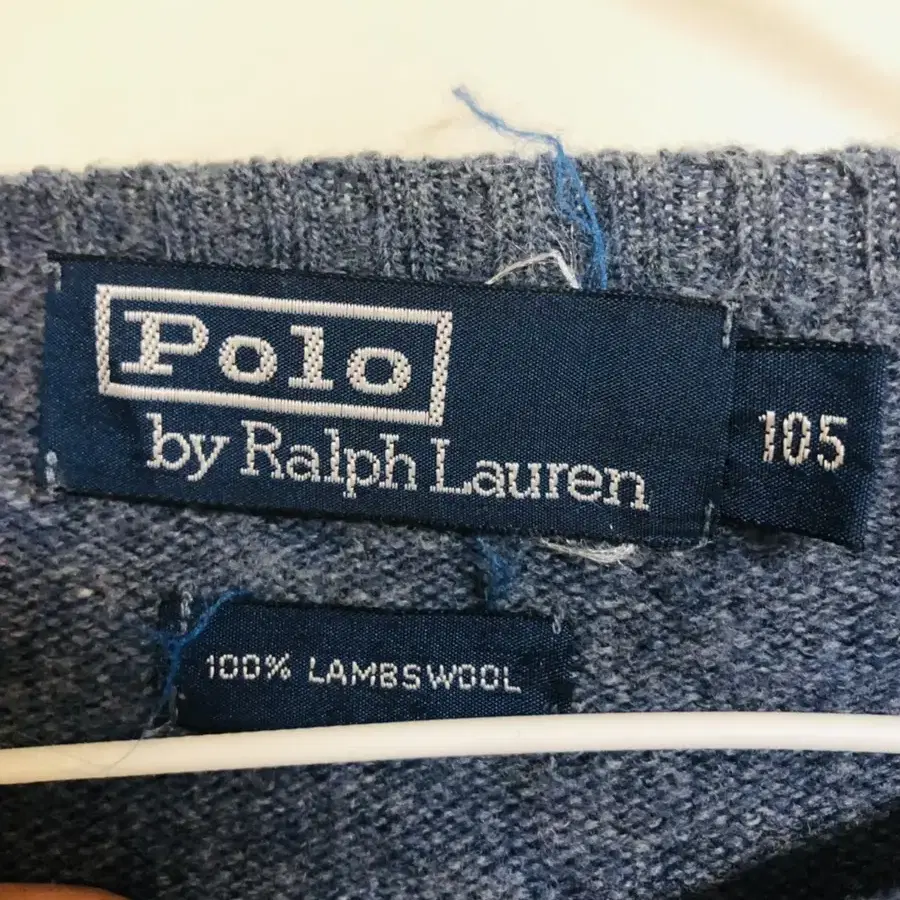 Polo
by Ralph Lauren
105
100% LAMBSWOOL